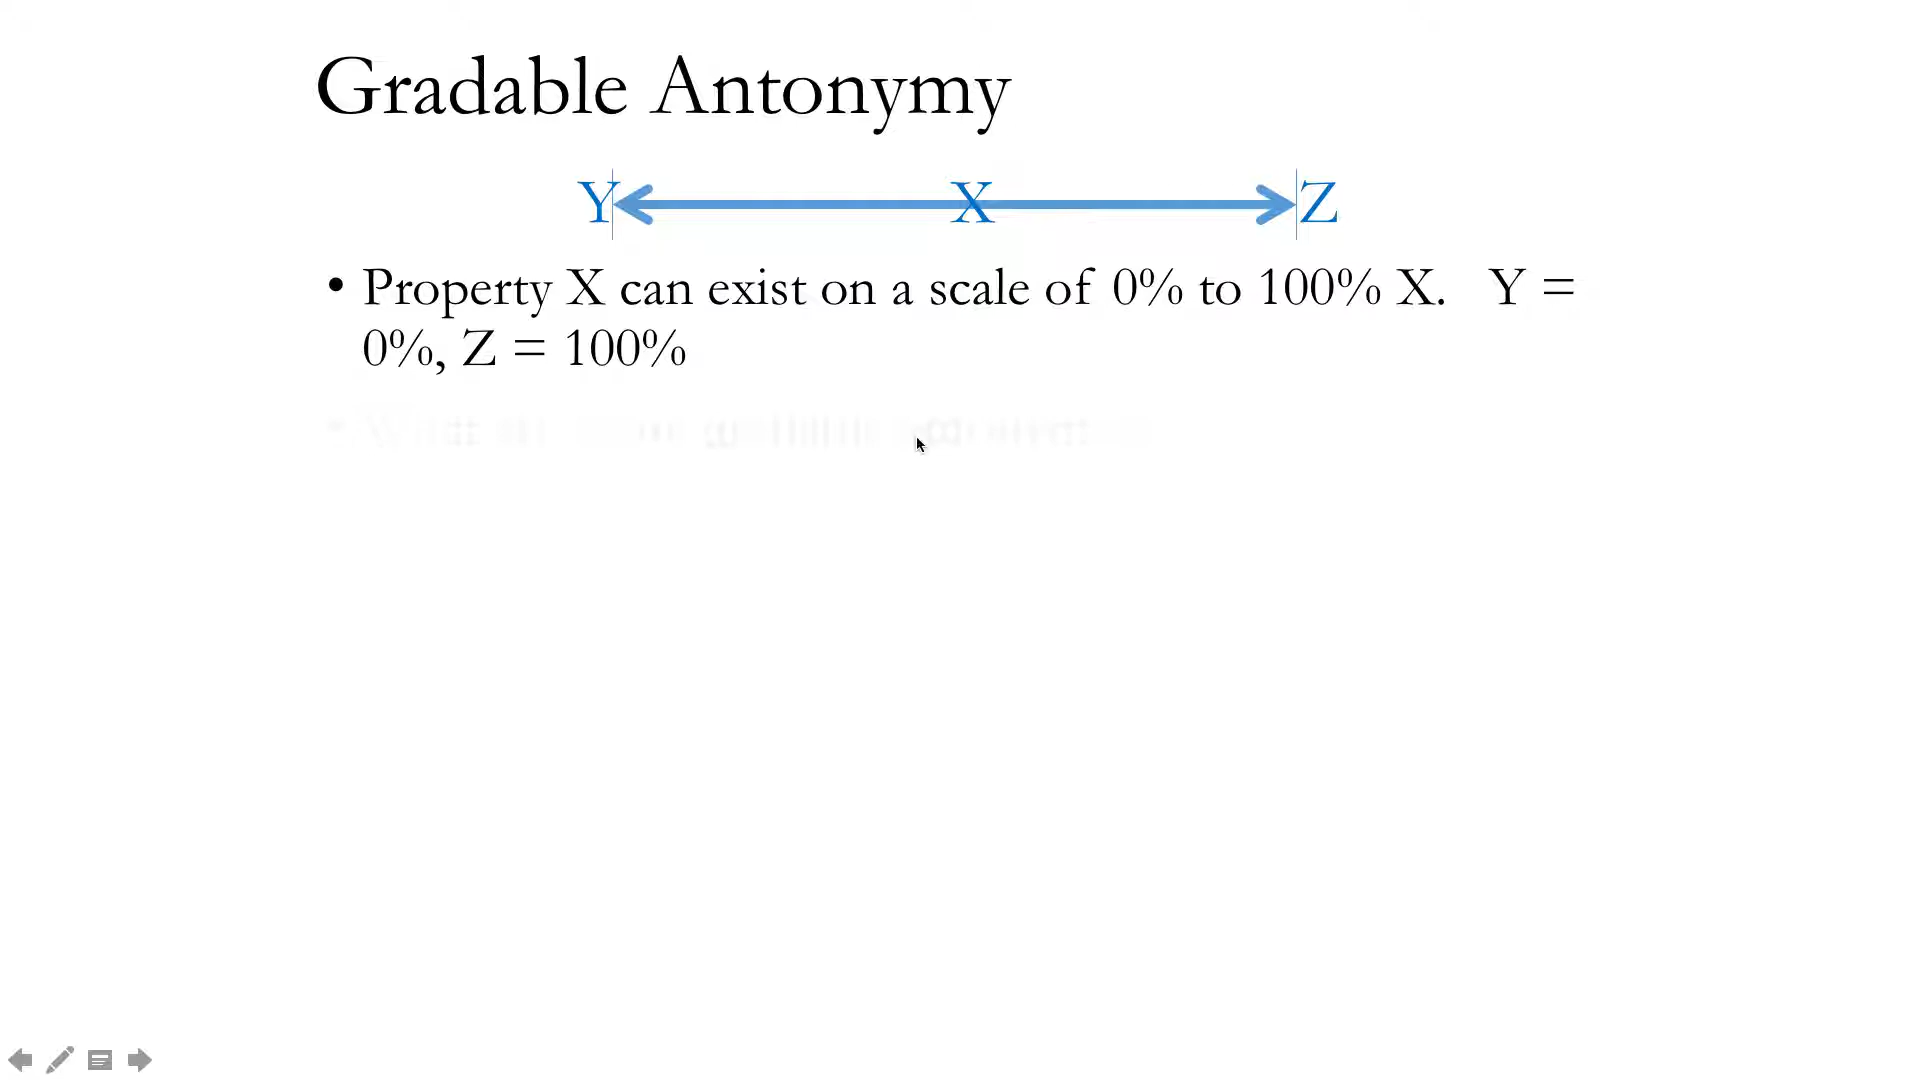 Gradable Antonymy
Y X Z
• Property X can exist on a scale of 0% to 100% X. Y =
0%, Z = 100%